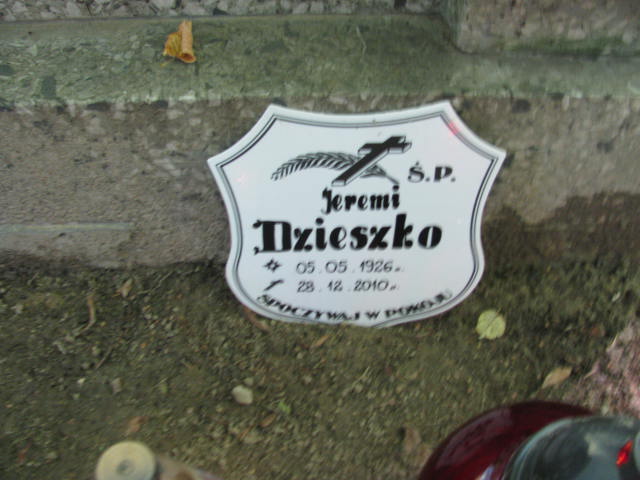 Ś.P.
Jeremi
Dzieszko
05.05.1926r.
28.12.2010r.
SPOCZYWAJ W POKOJU